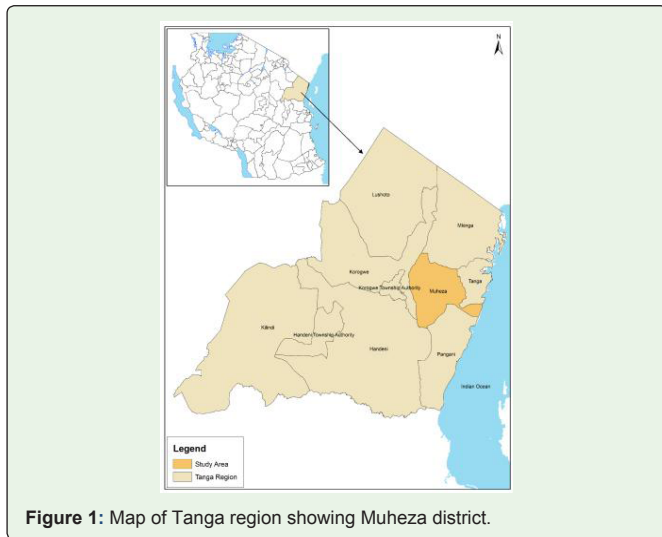 N
Lushoto
Mkinga
Korogwe
Tanga
Korogwe Township Authority
Muheza
Kilindi
Handeni Township Authority
Handeni
Pangani
Indian Ocean
Legend
Study Area
Tanga Region
Figure 1: Map of Tanga region showing Muheza district.